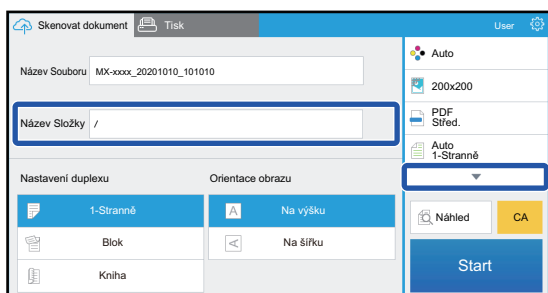 Skenovat dokument
Tisk
User
Název Souboru
MX-xxxx_20201010_101010
Název Složky
/
Nastavení duplexu
Orientace obrazu
1-Stranně
Blok
Kniha
A
Na výšku
A
Na šířku
Auto
200x200
PDF
Střed.
Auto
1-Stranně
Náhled
CA
Start